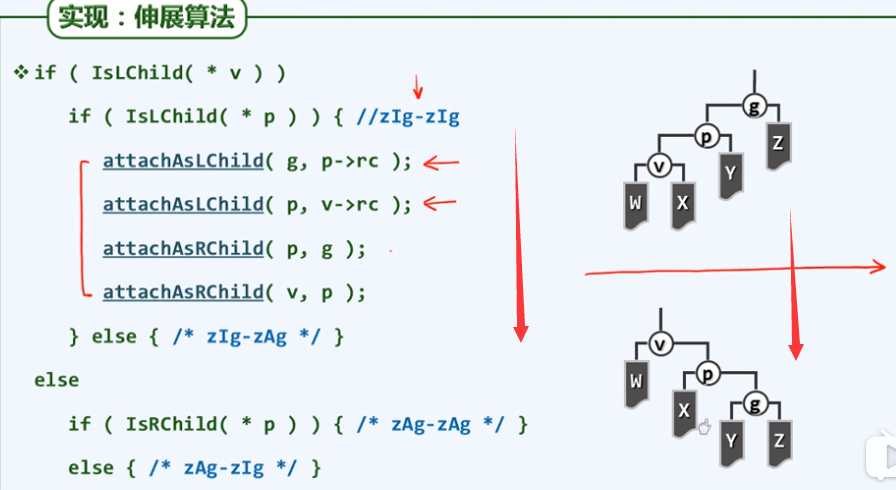 实现：伸展算法
❖if ( IsLChild( * v ) )
if ( IsLChild( * p ) ) { //zIg-zIg
attachAsLChild( g, p->rc );
attachAsLChild( p, v->rc );
attachAsRChild( p, g );
attachAsRChild( v, p );
} else { /* zIg-zAg */ }
else
if ( IsRChild( * p ) ) { /* zAg-zAg */ }
else { /* zAg-zIg */ }
g
p
Z
v
Y
W
X
v
W
p
X
g
Y
Z